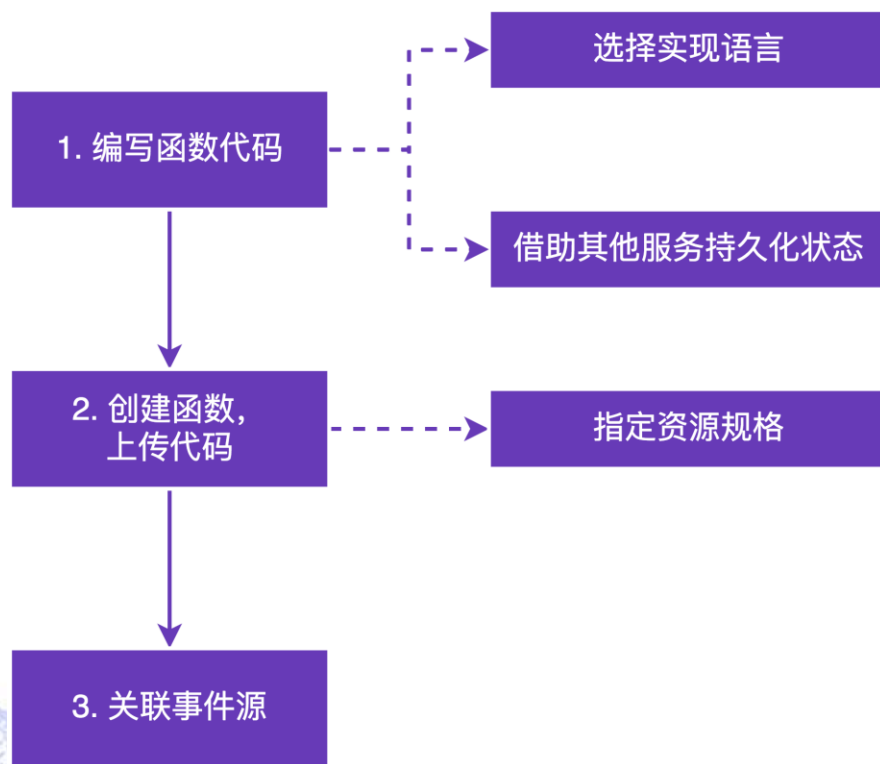 选择实现语言
1. 编写函数代码
借助其他服务持久化状态
2. 创建函数，
上传代码
指定资源规格
3. 关联事件源